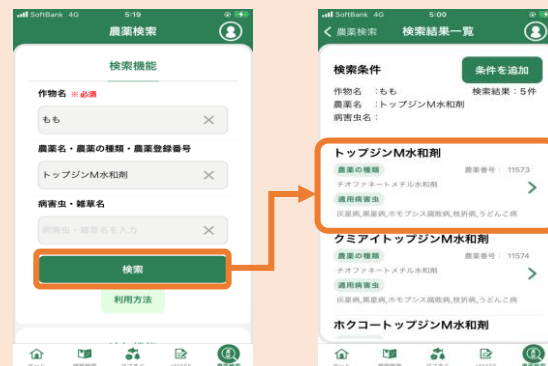 SoftBank 4G 5:19
農薬検索
検索機能
作物名 ※必須
もも
農薬名・農薬の種類・農薬登録番号
トップジンM水和剤
病害虫・雑草名
病害虫・雑草名を入力
検索
利用方法
SoftBank 4G 5:00
農薬検索 検索結果一覧
検索条件
条件を追加
作物名 :もも
検索結果:5件
農薬名 :トップジンM水和剤
病害虫名:
トップジンM水和剤
農薬の種類
農薬番号: 11573
チオファネートメチル水和剤
適用病害虫
灰星病,黒星病,ホモプシス腐敗病,枝折病,うどんこ病
クミアイトップジンM水和剤
農薬の種類
農薬番号: 11574
チオファネートメチル水和剤
適用病害虫
灰星病,黒星病,ホモプシス腐敗病,枝折病,うどんこ病
ホクコートップジンM水和剤